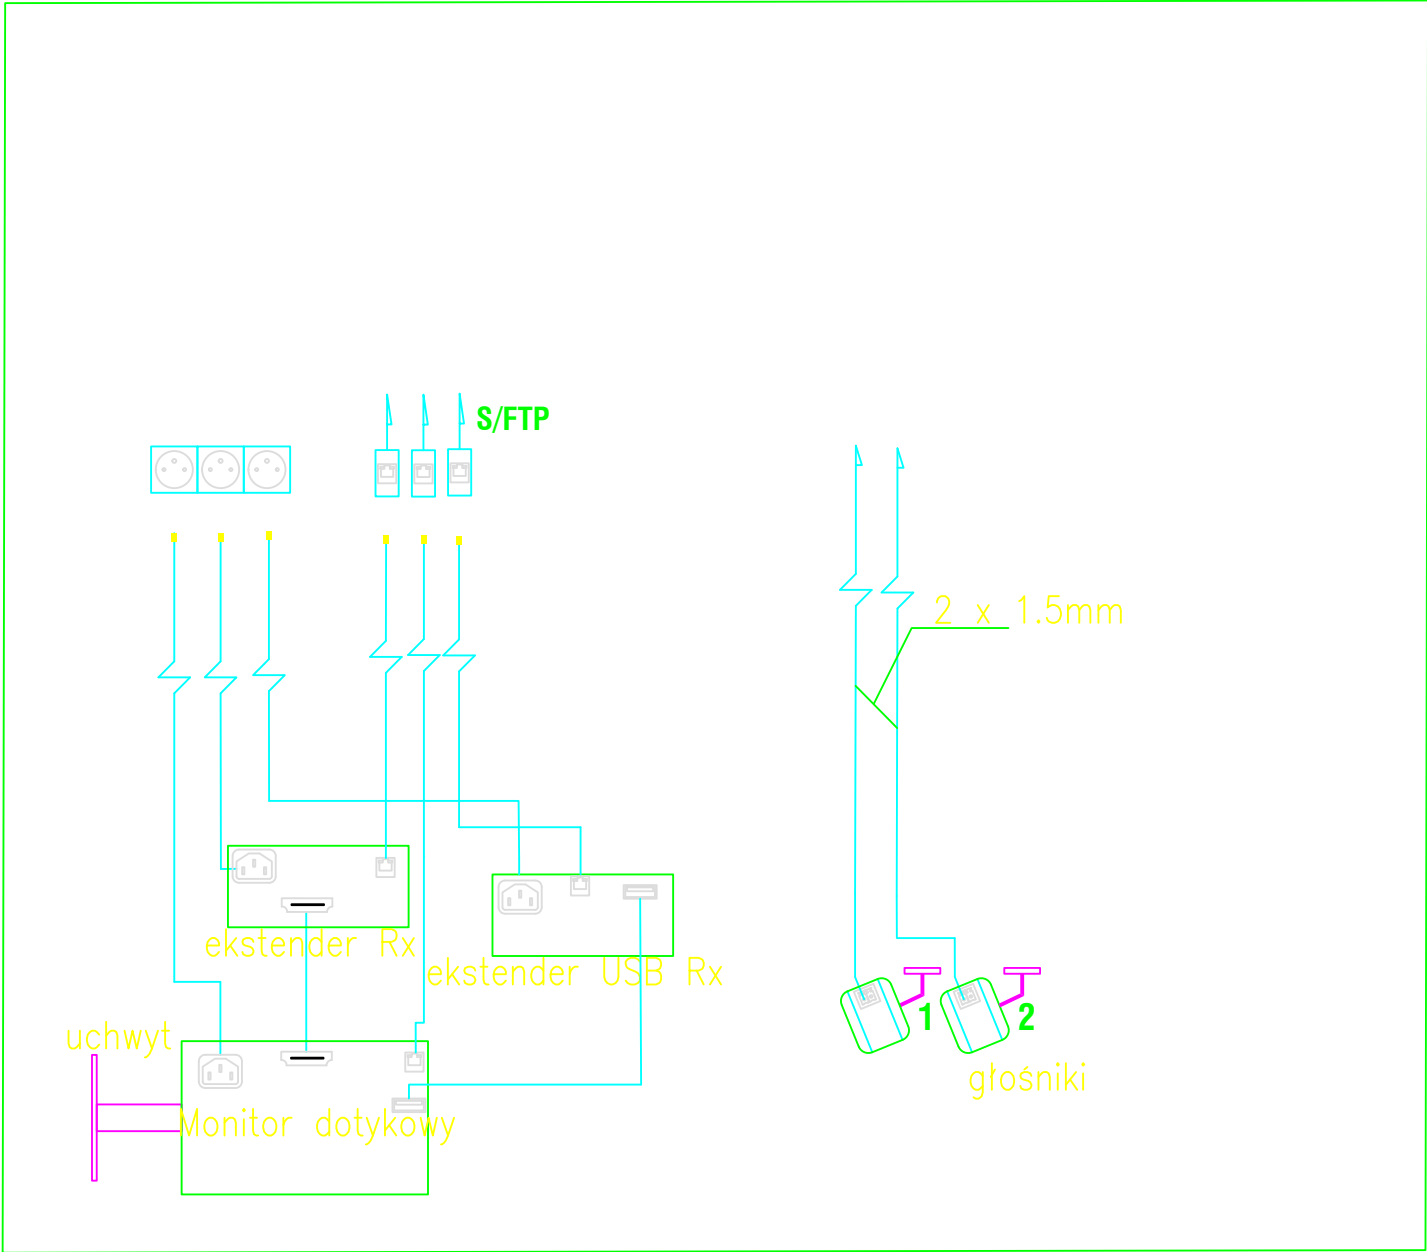 S/FTP
2 x 1.5mm
ekstender Rx
ekstender USB Rx
uchwyt
1
2
głośniki
Monitor dotykowy